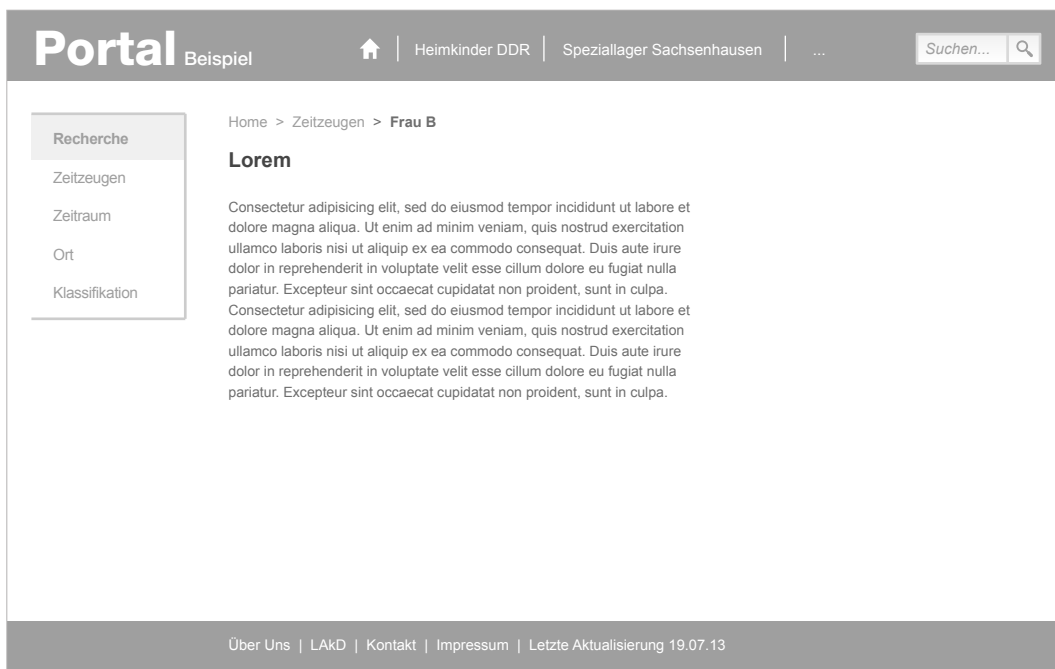 Portal Beispiel
Heimkinder DDR | Speziallager Sachsenhausen | ...
Suchen...
Recherche
Zeitzeugen
Zeitraum
Ort
Klassifikation
Home > Zeitzeugen > Frau B
Lorem
Consectetur adipisicing elit, sed do eiusmod tempor incididunt ut labore et
dolore magna aliqua. Ut enim ad minim veniam, quis nostrud exercitation
ullamco laboris nisi ut aliquip ex ea commodo consequat. Duis aute irure
dolor in reprehenderit in voluptate velit esse cillum dolore eu fugiat nulla
pariatur. Excepteur sint occaecat cupidatat non proident, sunt in culpa.
Consectetur adipisicing elit, sed do eiusmod tempor incididunt ut labore et
dolore magna aliqua. Ut enim ad minim veniam, quis nostrud exercitation
ullamco laboris nisi ut aliquip ex ea commodo consequat. Duis aute irure
dolor in reprehenderit in voluptate velit esse cillum dolore eu fugiat nulla
pariatur. Excepteur sint occaecat cupidatat non proident, sunt in culpa.
Über Uns | LAkD | Kontakt | Impressum | Letzte Aktualisierung 19.07.13